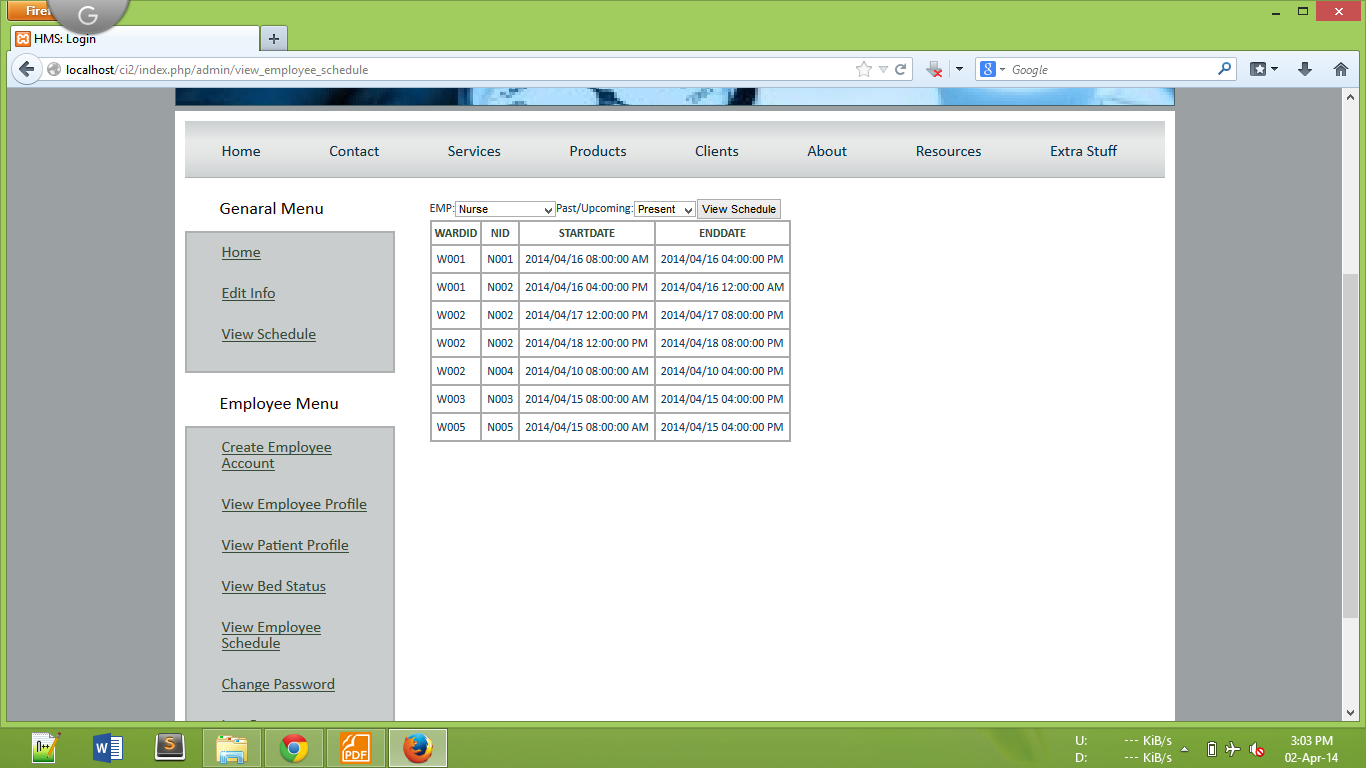 Firef
G
HMS: Login
localhost/ci2/index.php/admin/view_employee_schedule
Google
Home Contact Services Products Clients About Resources Extra Stuff
Genaral Menu
Home
Edit Info
View Schedule
Employee Menu
Create Employee
Account
View Employee Profile
View Patient Profile
View Bed Status
View Employee
Schedule
Change Password
EMP: Nurse Past/Upcoming: Present View Schedule
WARDID NID STARTDATE ENDDATE
W001 N001 2014/04/16 08:00:00 AM 2014/04/16 04:00:00 PM
W001 N002 2014/04/16 04:00:00 PM 2014/04/16 12:00:00 AM
W002 N002 2014/04/17 12:00:00 PM 2014/04/17 08:00:00 PM
W002 N002 2014/04/18 12:00:00 PM 2014/04/18 08:00:00 PM
W002 N004 2014/04/10 08:00:00 AM 2014/04/10 04:00:00 PM
W003 N003 2014/04/15 08:00:00 AM 2014/04/15 04:00:00 PM
W005 N005 2014/04/15 08:00:00 AM 2014/04/15 04:00:00 PM
U: --- KiB/s
D: --- KiB/s
3:03 PM
02-Apr-14
PDF